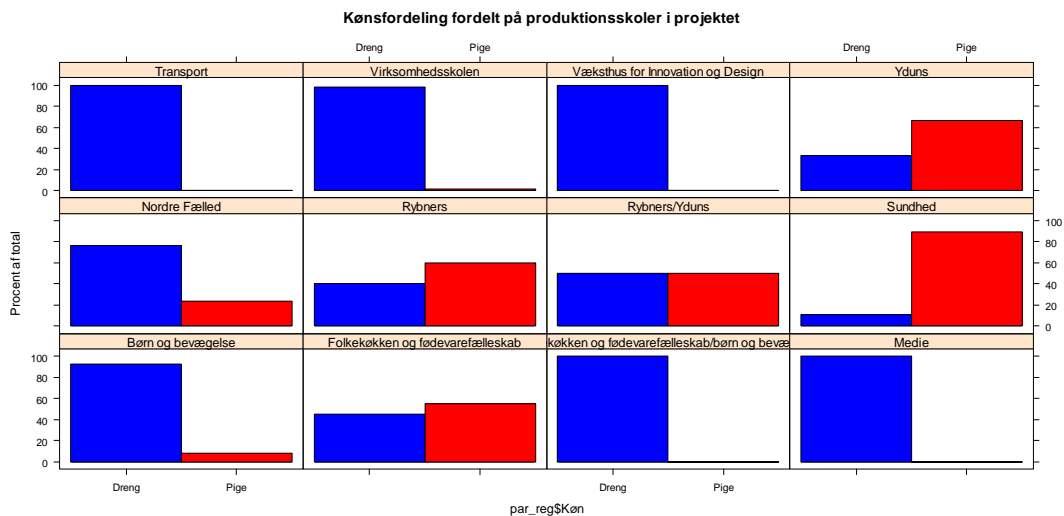 Kønsfordeling fordelt på produktionsskoler i projektet
Dreng Pige Dreng Pige
Transport Virksomhedsskolen Væksthus for Innovation og Design Yduns
100
80
60
40
20
0
Nordre Fælled Rybners Rybners/Yduns Sundhed
100
80
60
40
20
0
Børn og bevægelse Folkekøkken og fødevarefælleskab køkken og fødevarefælleskab/børn og bevæ Medie
100
80
60
40
20
0
Procent af total
Dreng Pige Dreng Pige
par_reg$Køn